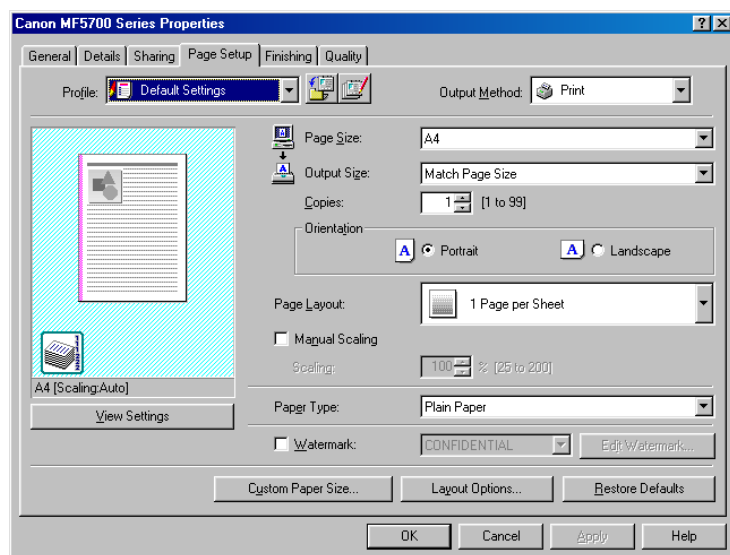 Canon MF5700 Series Properties
General Details Sharing Page Setup Finishing Quality
Profile: Default Settings Output Method: Print
Page Size: A4
Output Size: Match Page Size
Copies: 1 [1 to 99]
Orientation
A Portrait A Landscape
Page Layout: 1 Page per Sheet
Manual Scaling
Scaling: 100 % [25 to 200]
A4 [Scaling:Auto]
View Settings
Paper Type: Plain Paper
Watermark: CONFIDENTIAL Edit Watermark...
Custom Paper Size... Layout Options... Restore Defaults
OK Cancel Apply Help